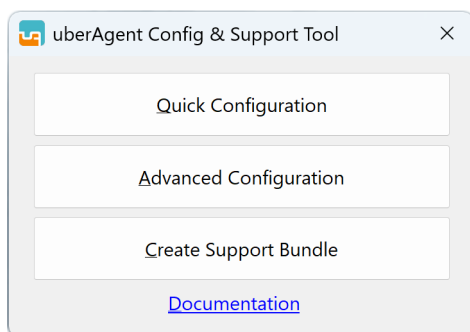 uberAgent Config & Support Tool
Quick Configuration
Advanced Configuration
Create Support Bundle
Documentation